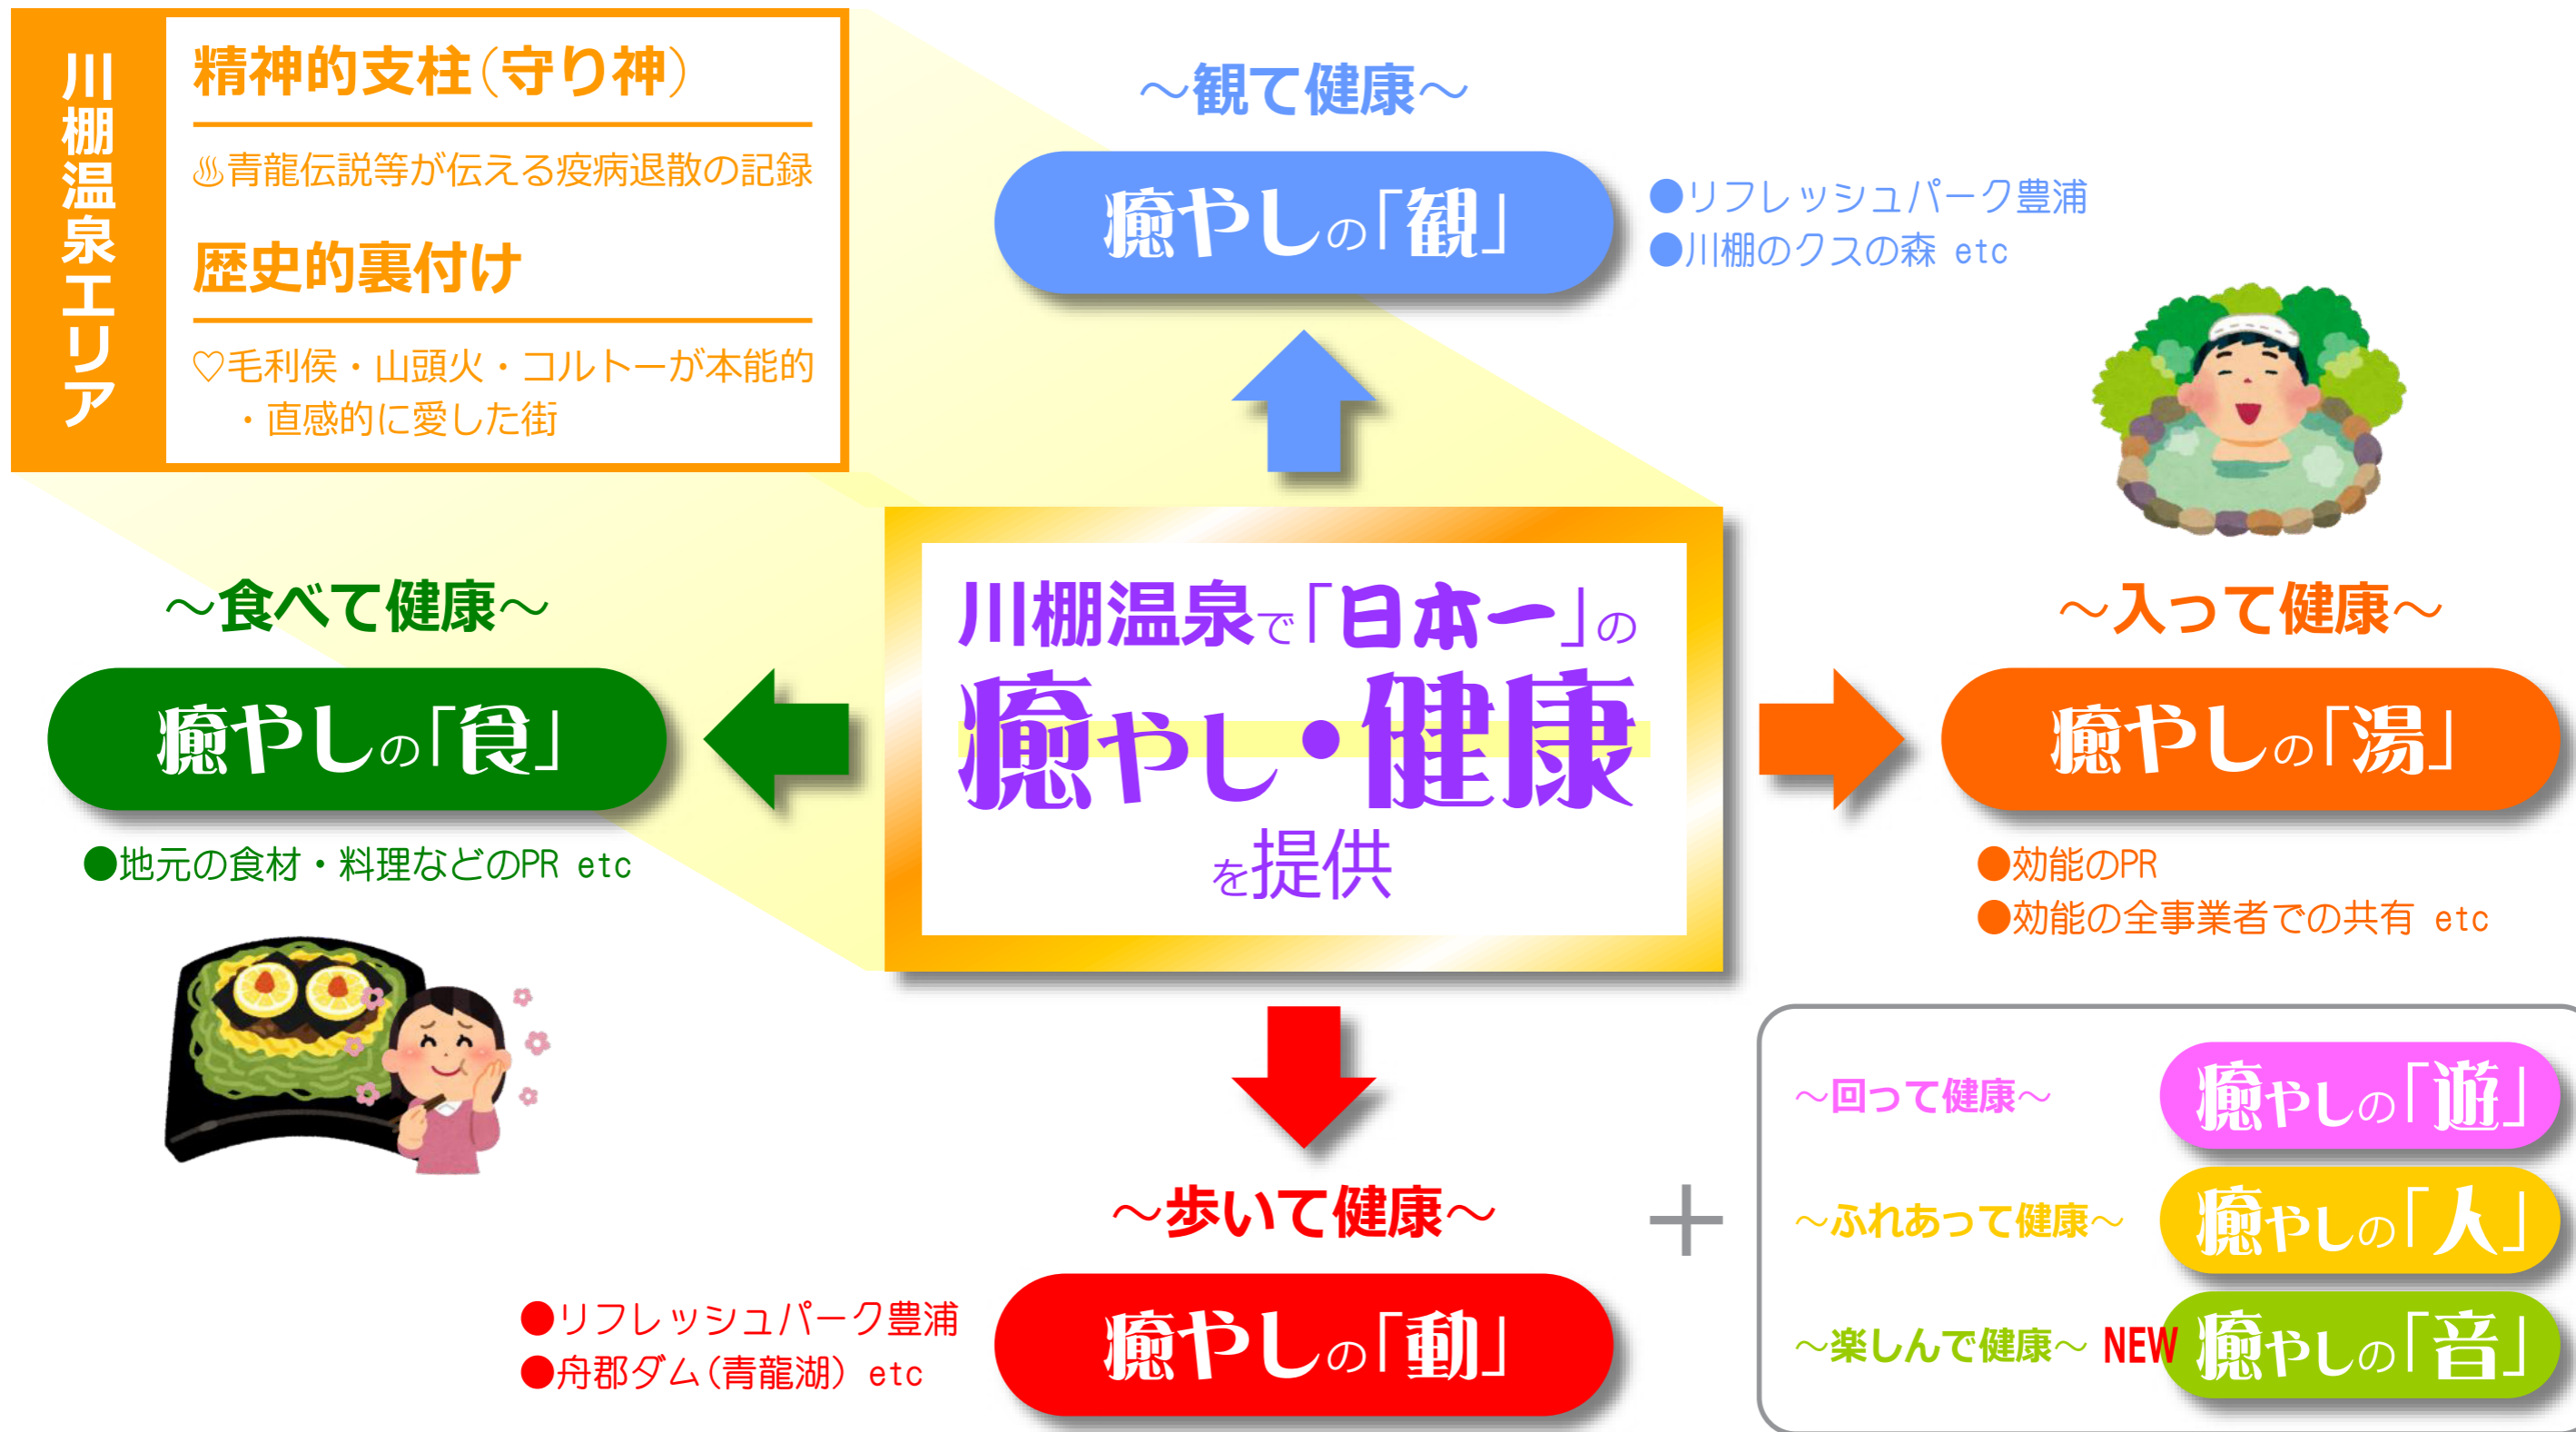 川棚温泉エリア
精神的支柱(守り神)
♨青龍伝説等が伝える疫病退散の記録
歴史的裏付け
♡毛利侯・山頭火・コルトーが本能的
・直感的に愛した街
～観て健康～
癒やしの「観」
●リフレッシュパーク豊浦
●川棚のクスの森 etc
川棚温泉で「日本一」の
癒やし・健康
を提供
～食べて健康～
癒やしの「食」
●地元の食材・料理などのPR etc
～入って健康～
癒やしの「湯」
●効能のPR
●効能の全事業者での共有 etc
～歩いて健康～
癒やしの「動」
●リフレッシュパーク豊浦
●舟郡ダム(青龍湖) etc
＋
～回って健康～ 癒やしの「遊」
～ふれあって健康～ 癒やしの「人」
～楽しんで健康～ NEW 癒やしの「音」